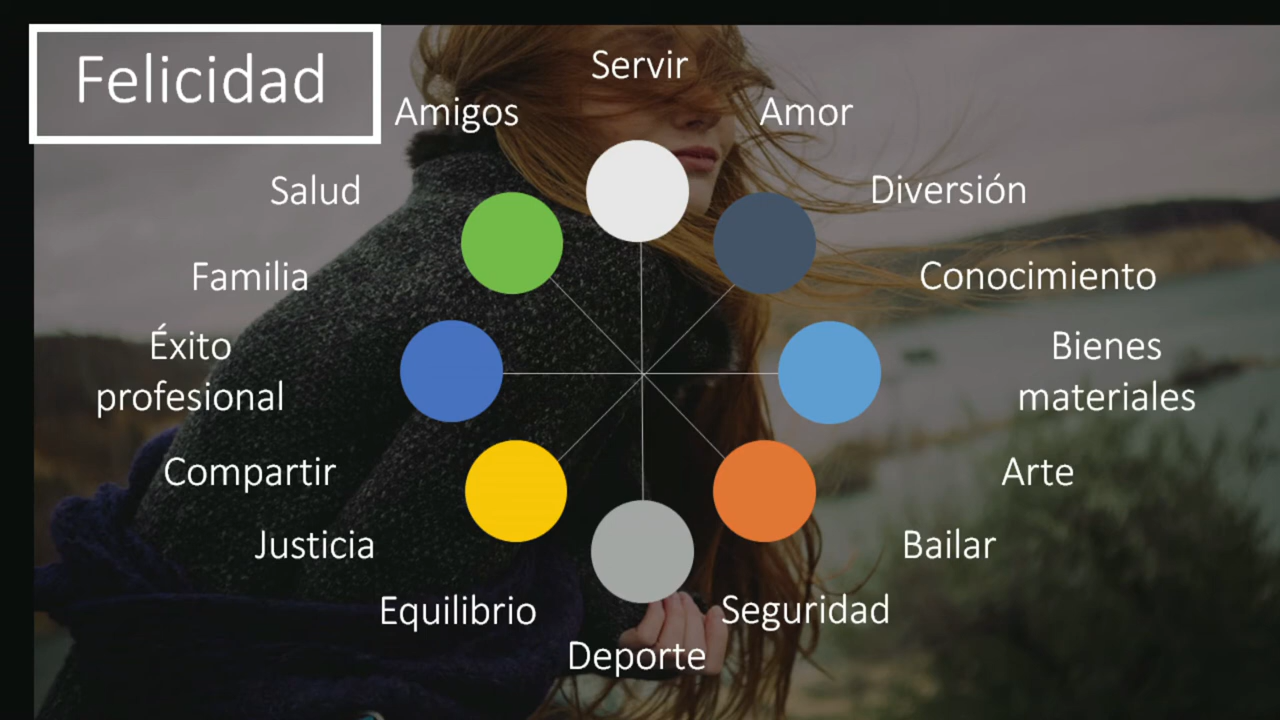 Felicidad
Servir
Amigos
Amor
Salud
Diversión
Familia
Conocimiento
Éxito
profesional
Bienes
materiales
Compartir
Arte
Justicia
Bailar
Equilibrio
Seguridad
Deporte